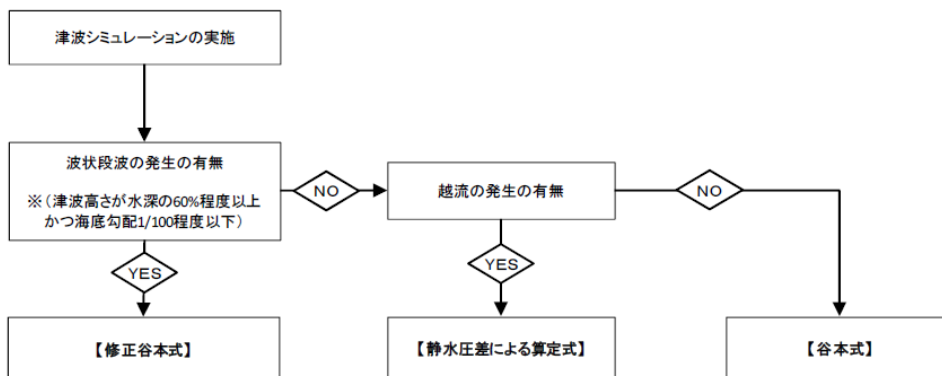 津波シミュレーションの実施
波状段波の発生の有無
※（津波高さが水深の60%程度以上
かつ海底勾配1/100程度以下）
NO
越流の発生の有無
NO
YES
YES
【修正谷本式】
【静水圧差による算定式】
【谷本式】